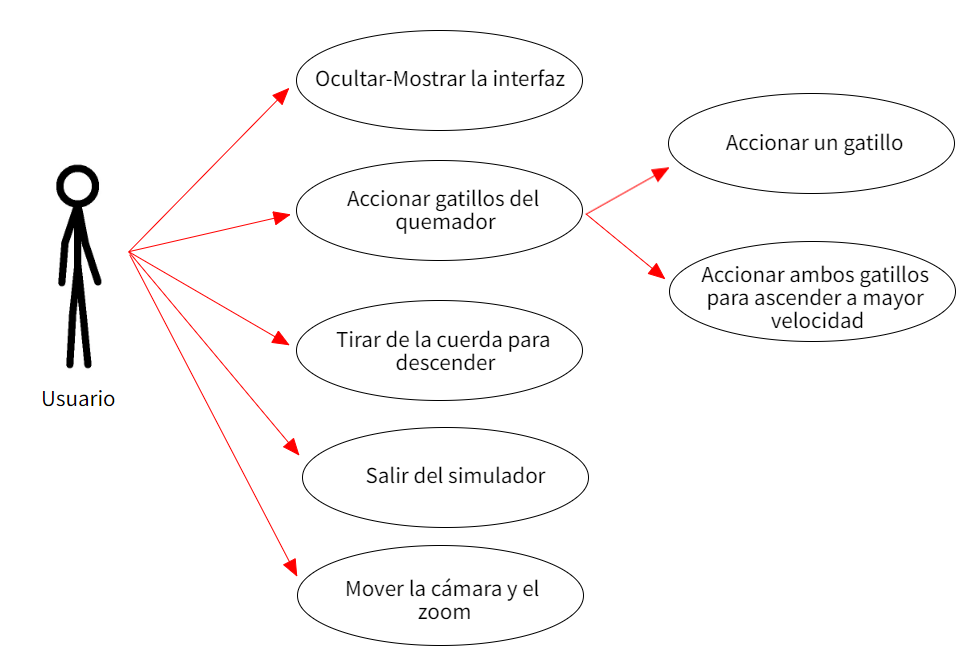 Ocultar-Mostrar la interfaz
Accionar un gatillo
Accionar gatillos del
quemador
Accionar ambos gatillos
para ascender a mayor
velocidad
Tirar de la cuerda para
descender
Usuario
Salir del simulador
Mover la cámara y el
zoom